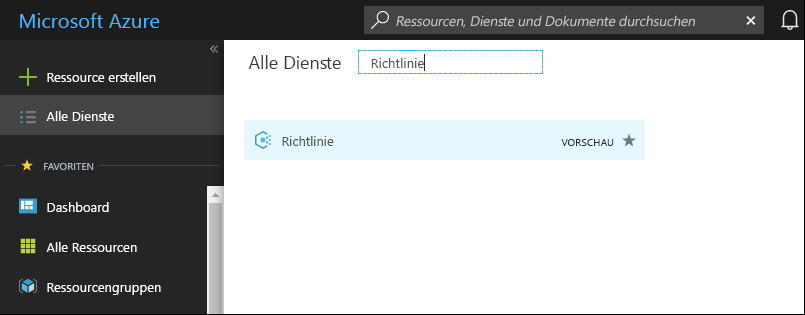 Microsoft Azure
Ressourcen, Dienste und Dokumente durchsuchen
Ressource erstellen
Alle Dienste
FAVORITEN
Dashboard
Alle Ressourcen
Ressourcengruppen
Alle Dienste
Richtlinie
Richtlinie VORSCHAU